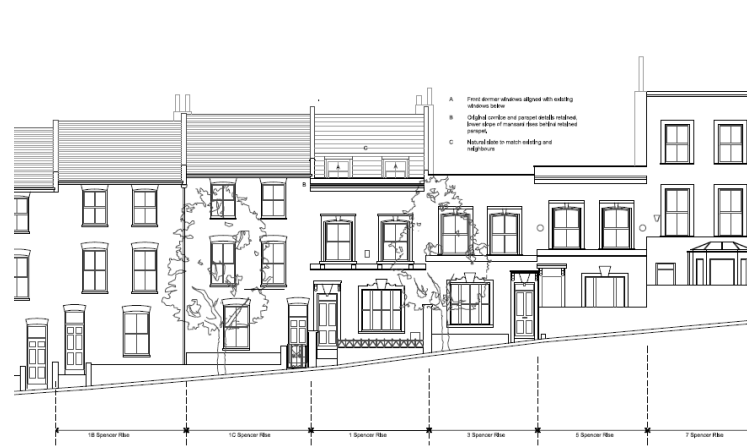 A Front dormer windows aligned with existing
windows below
B Original cornice and parapet details retained,
lower slope of mansard rises behind retained
parapet,
C Natural slate to match existing and
neighbours
C
A
A
B
1B Spencer Rise
1C Spencer Rise
1 Spencer Rise
3 Spencer Rise
5 Spencer Rise
7 Spencer Rise